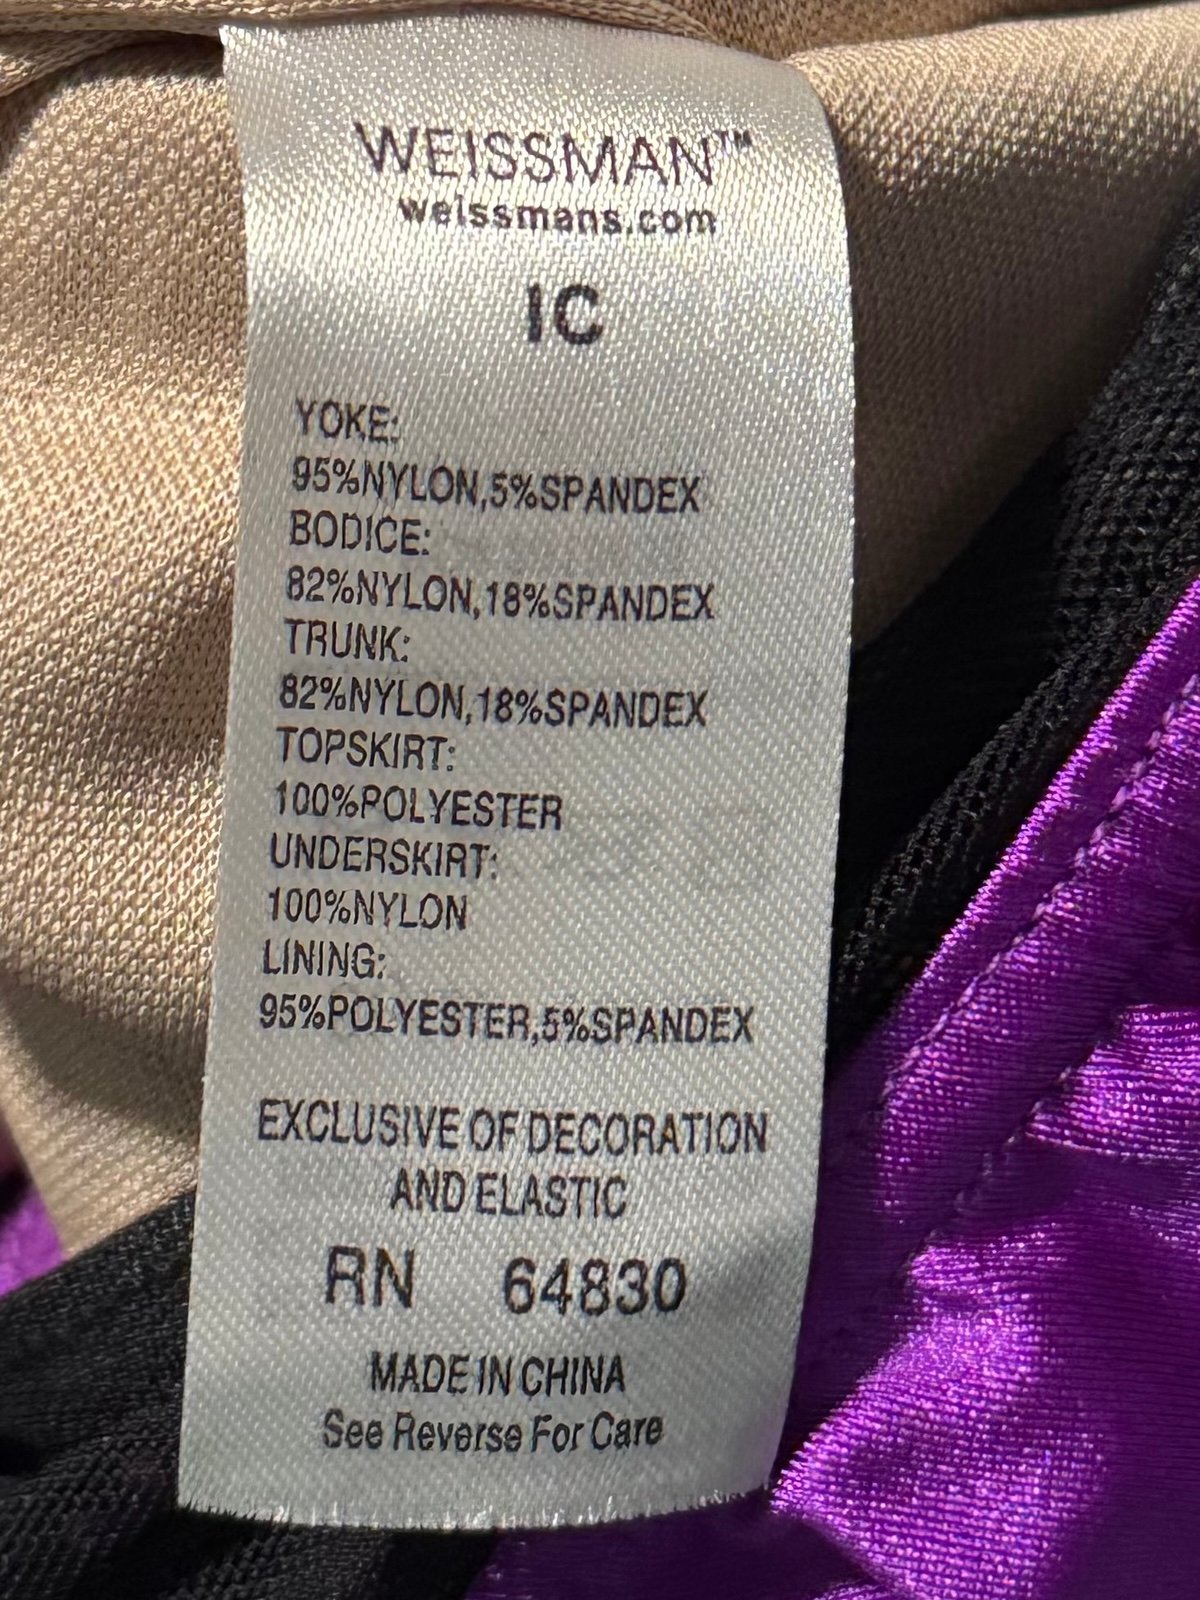 WEISSMAN™
weissmans.com
IC
YOKE:
95%NYLON,5%SPANDEX
BODICE:
82%NYLON,18%SPANDEX
TRUNK:
82%NYLON,18%SPANDEX
TOPSKIRT:
100%POLYESTER
UNDERSKIRT:
100%NYLON
LINING:
95%POLYESTER,5%SPANDEX
EXCLUSIVE OF DECORATION
AND ELASTIC
RN 64830
MADE IN CHINA
See Reverse For Care